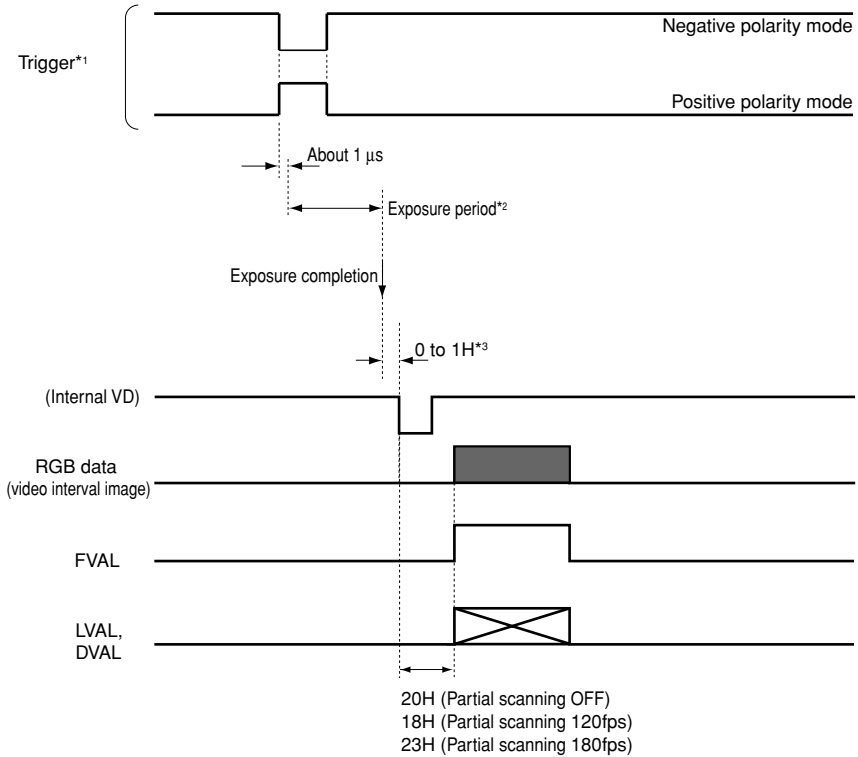 Negative polarity mode
Trigger*1
Positive polarity mode
About 1 μs
Exposure period*2
Exposure completion
0 to 1H*3
(Internal VD)
RGB data
(video interval image)
FVAL
LVAL,
DVAL
20H (Partial scanning OFF)
18H (Partial scanning 120fps)
23H (Partial scanning 180fps)